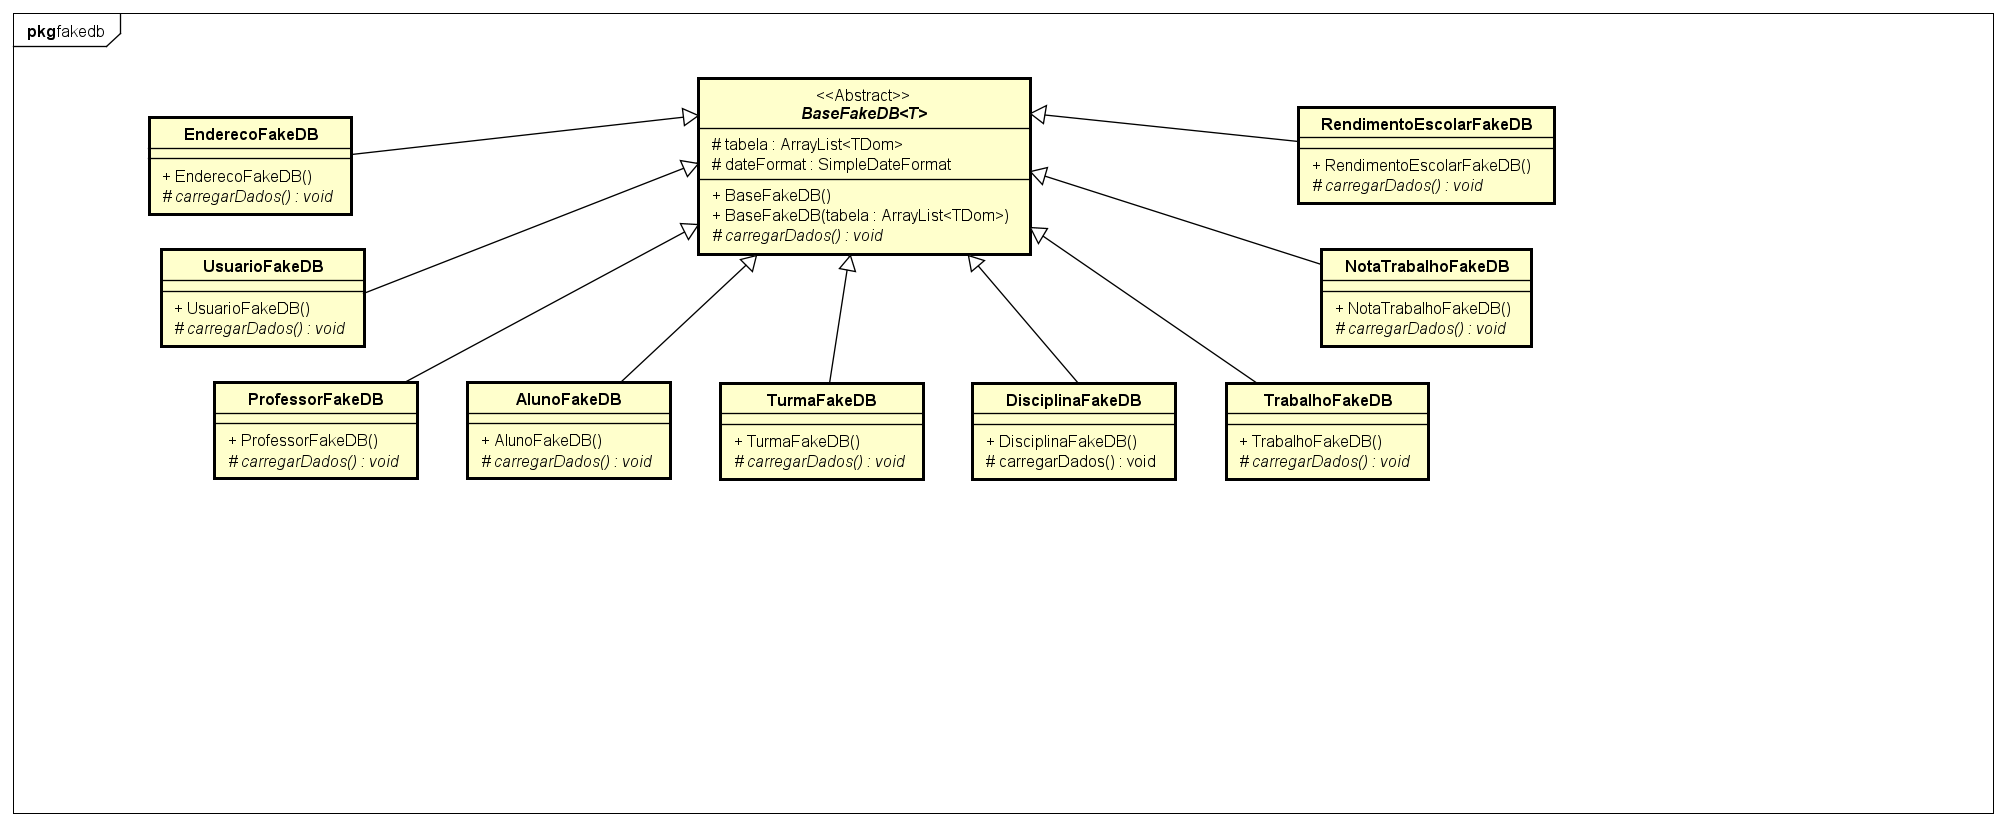 pkg fakedb
<<Abstract>>
BaseFakeDB<T>
# tabela : ArrayList<TDom>
# dateFormat : SimpleDateFormat
+ BaseFakeDB()
+ BaseFakeDB(tabela : ArrayList<TDom>)
# carregarDados() : void
EnderecoFakeDB
+ EnderecoFakeDB()
# carregarDados() : void
RendimentoEscolarFakeDB
+ RendimentoEscolarFakeDB()
# carregarDados() : void
UsuarioFakeDB
+ UsuarioFakeDB()
# carregarDados() : void
NotaTrabalhoFakeDB
+ NotaTrabalhoFakeDB()
# carregarDados() : void
ProfessorFakeDB
+ ProfessorFakeDB()
# carregarDados() : void
AlunoFakeDB
+ AlunoFakeDB()
# carregarDados() : void
TurmaFakeDB
+ TurmaFakeDB()
# carregarDados() : void
DisciplinaFakeDB
+ DisciplinaFakeDB()
# carregarDados() : void
TrabalhoFakeDB
+ TrabalhoFakeDB()
# carregarDados() : void